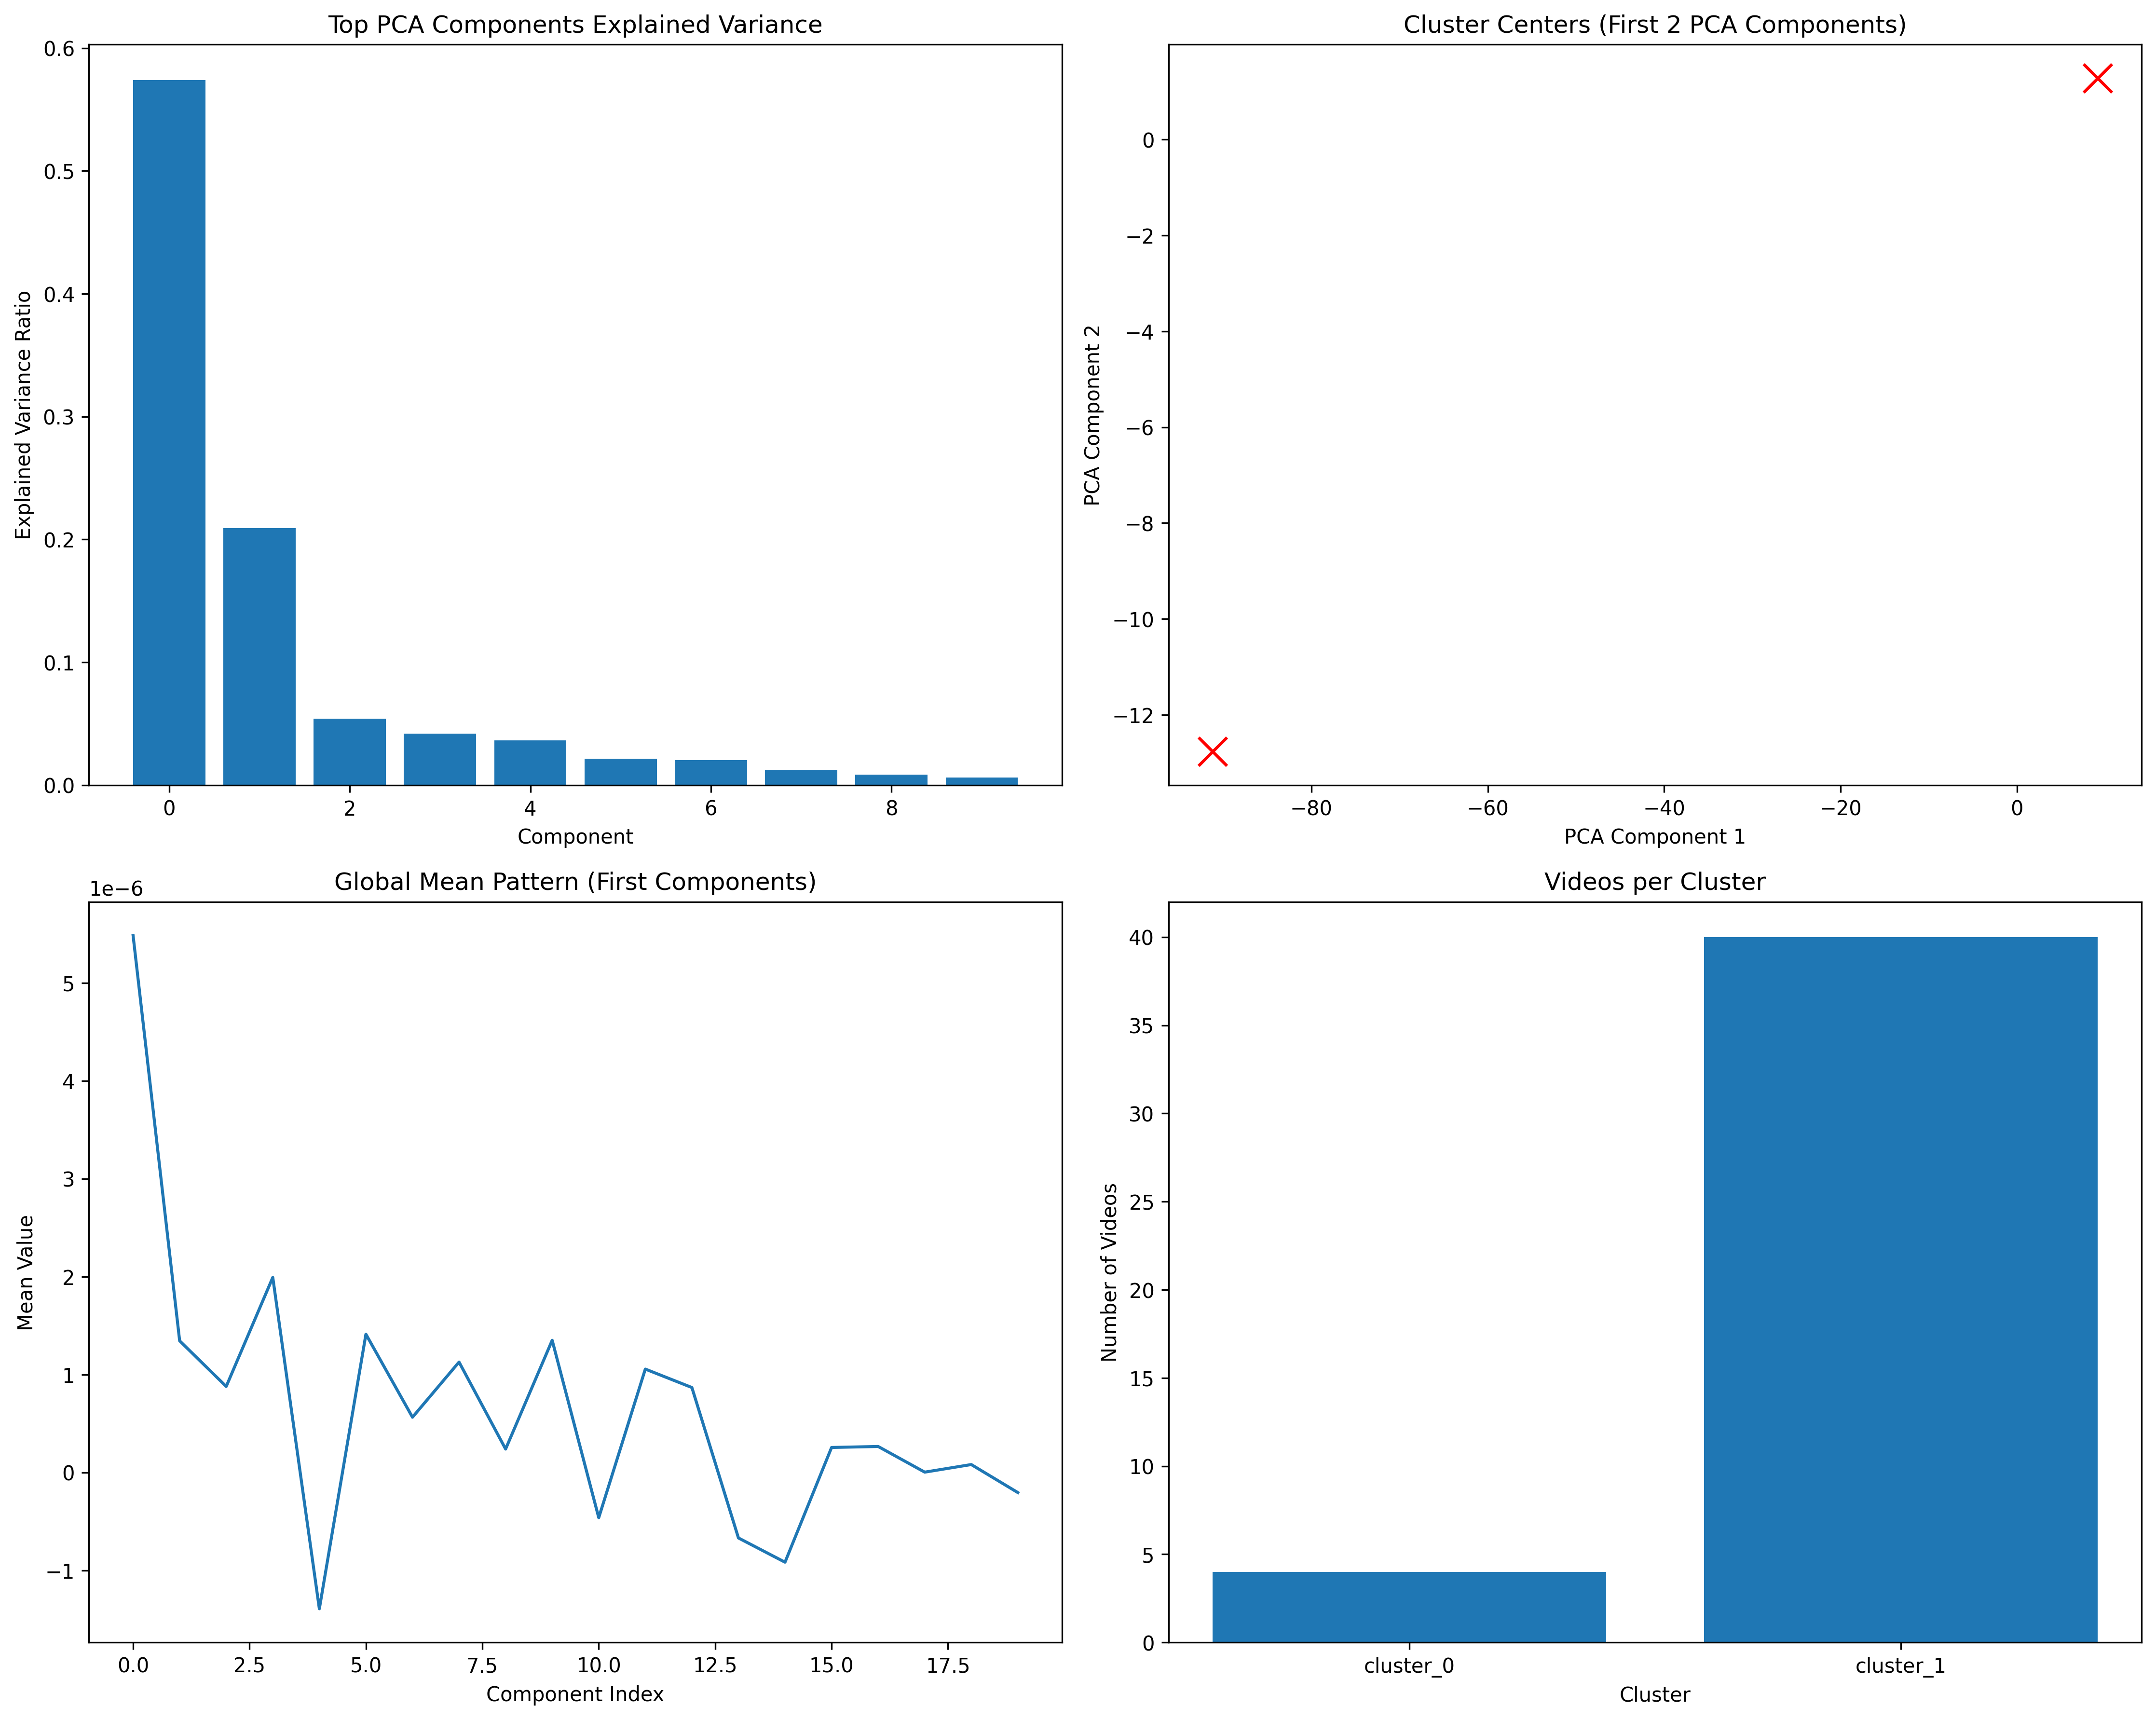 Top PCA Components Explained Variance
0.6
0.5
0.4
0.3
0.2
0.1
0.0
Explained Variance Ratio
0 2 4 6 8
Component
Cluster Centers (First 2 PCA Components)
0
−2
−4
−6
−8
−10
−12
PCA Component 2
−80 −60 −40 −20 0
PCA Component 1
Global Mean Pattern (First Components)
1e−6
5
4
3
2
1
0
−1
Mean Value
0.0 2.5 5.0 7.5 10.0 12.5 15.0 17.5
Component Index
Videos per Cluster
40
35
30
25
20
15
10
5
0
Number of Videos
cluster_0 cluster_1
Cluster